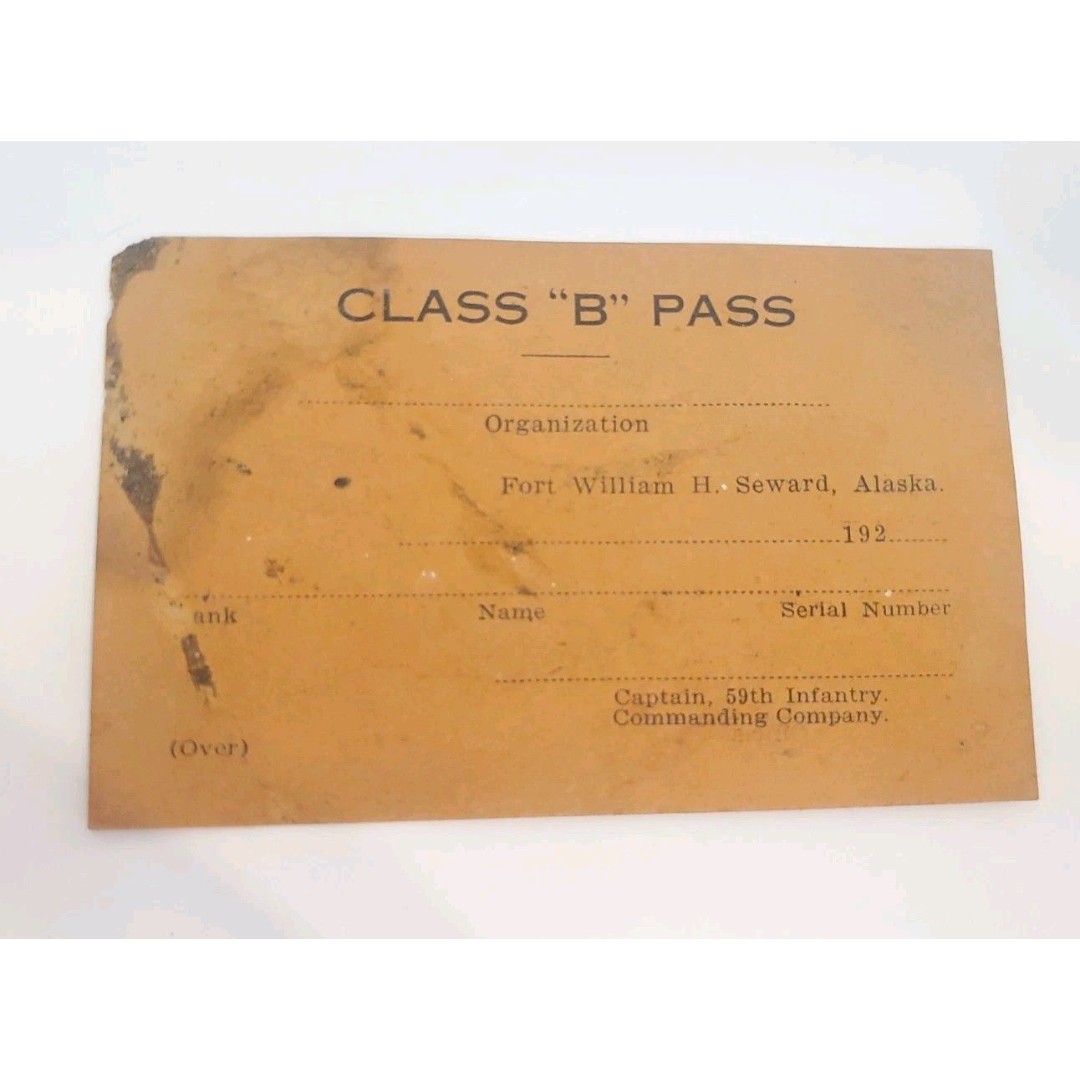 CLASS “B” PASS
Organization
Fort William H. Seward, Alaska.
192
ank Name Serial Number
Captain, 59th Infantry.
Commanding Company.
(Over)